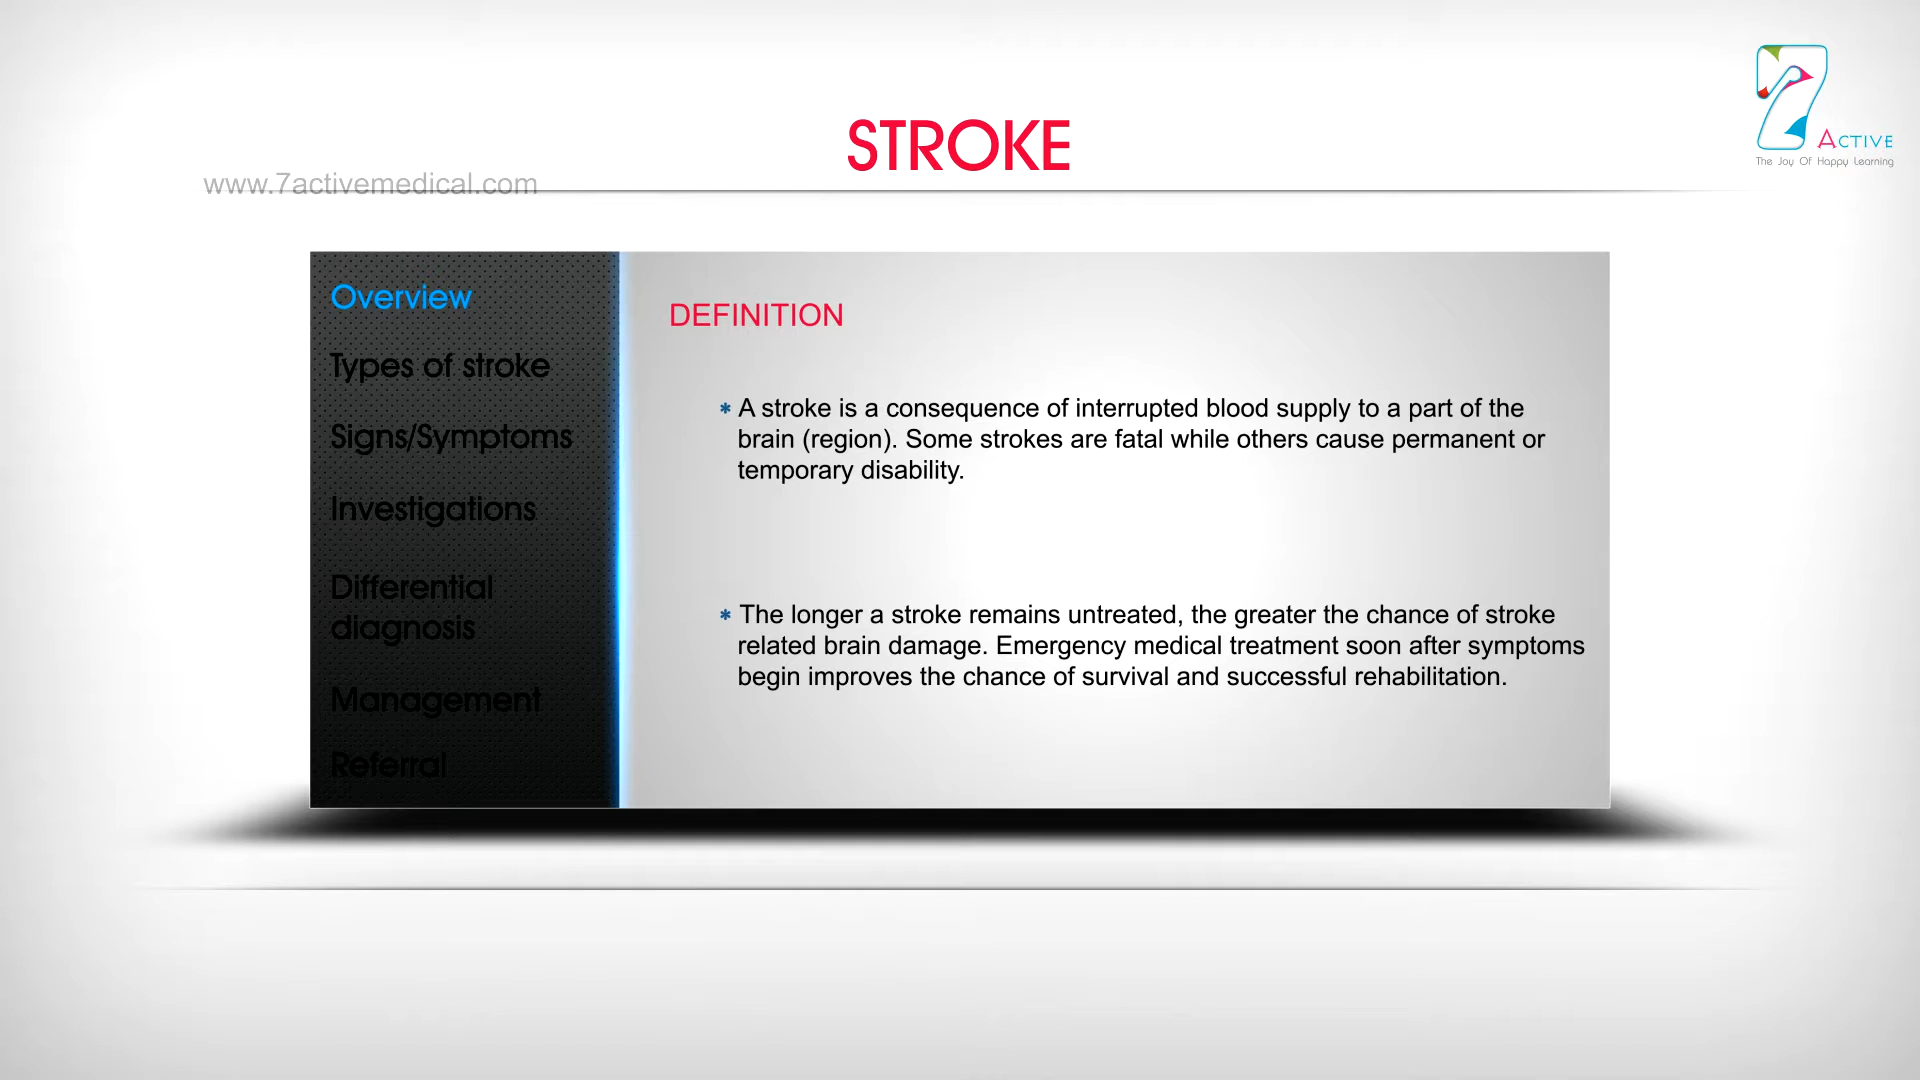 STROKE
www.7activemedical.com
7 ACTIVE
The Joy Of Happy Learning
Overview
Types of stroke
Signs/Symptoms
Investigations
Differential
diagnosis
Management
Referral
DEFINITION
* A stroke is a consequence of interrupted blood supply to a part of the
brain (region). Some strokes are fatal while others cause permanent or
temporary disability.
* The longer a stroke remains untreated, the greater the chance of stroke
related brain damage. Emergency medical treatment soon after symptoms
begin improves the chance of survival and successful rehabilitation.